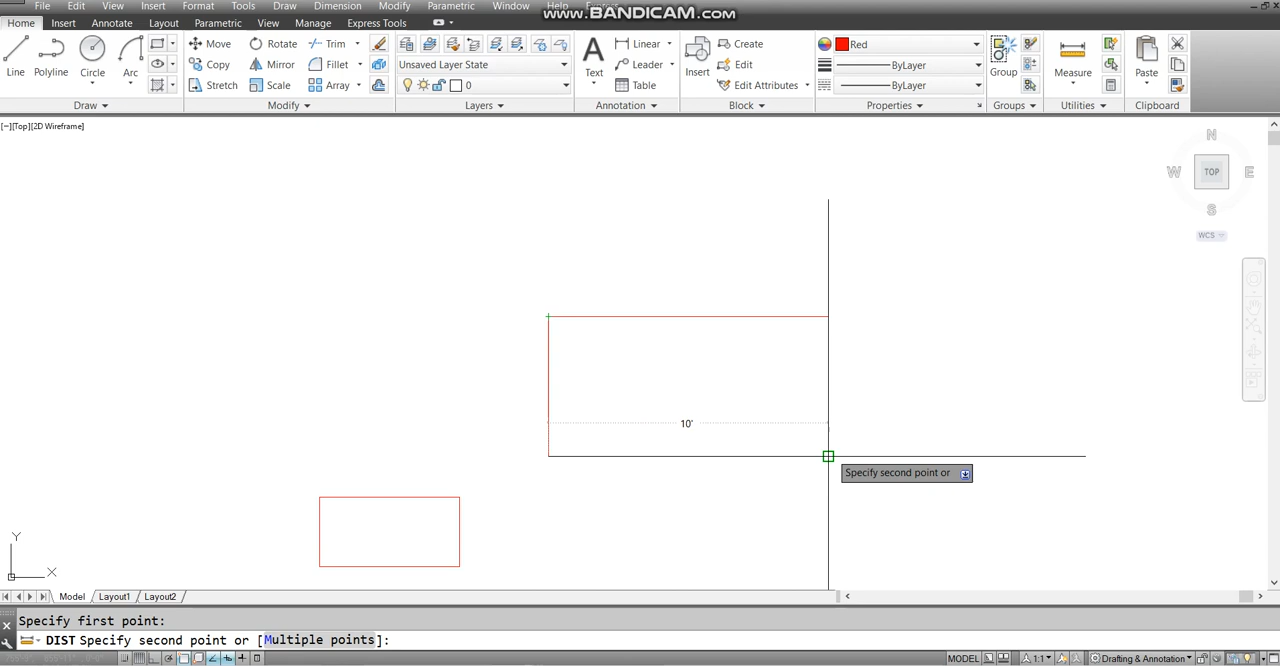 File Edit View Insert Format Tools Draw Dimension Modify Parametric Window Help Express
www.BANDICAM.com
Home Insert Annotate Layout Parametric View Manage Express Tools
Move Rotate Trim Linear Create Red
Line Polyline Circle Arc Copy Mirror Fillet Unsaved Layer State Text Leader Insert Edit ByLayer Group Measure Paste
Stretch Scale Array 0 Table Edit Attributes ByLayer
Draw Modify Layers Annotation Block Properties Groups Utilities Clipboard
[−][Top][2D Wireframe]
N
W TOP E
S
WCS
10'
Specify second point or
Y
X
Model Layout1 Layout2
Specify first point:
DIST Specify second point or [Multiple points]:
MODEL 1:1 Drafting & Annotation